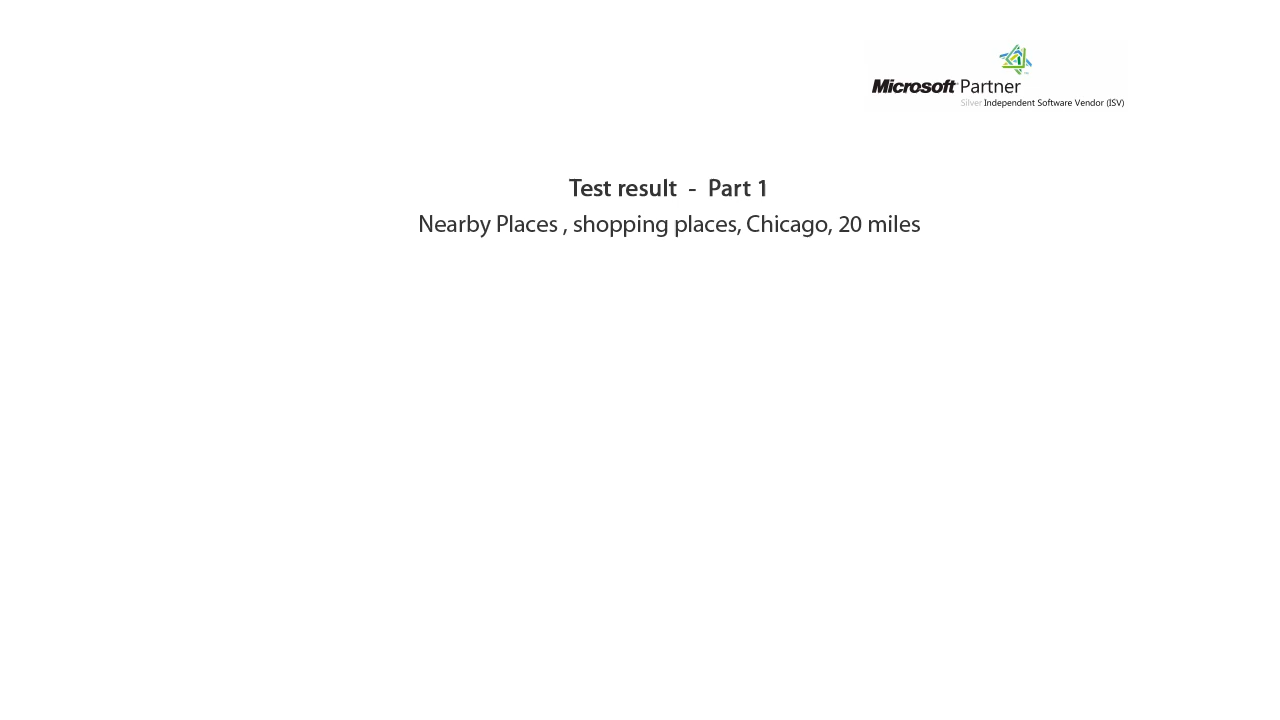 Microsoft Partner
Silver Independent Software Vendor (ISV)
Test result - Part 1
Nearby Places , shopping places, Chicago, 20 miles